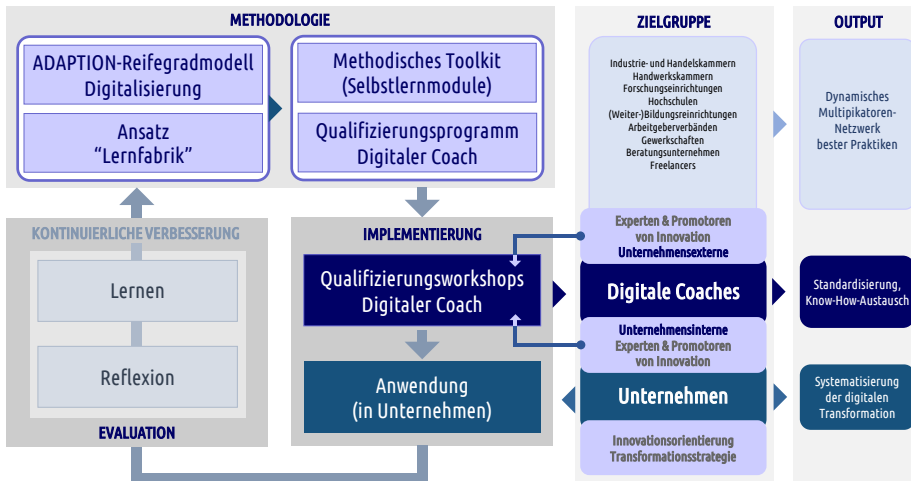 METHODOLOGIE
ADAPTION-Reifegradmodell
Digitalisierung
Ansatz
“Lernfabrik”
Methodisches Toolkit
(Selbstlernmodule)
Qualifizierungsprogramm
Digitaler Coach
KONTINUIERLICHE VERBESSERUNG
Lernen
Reflexion
EVALUATION
IMPLEMENTIERUNG
Qualifizierungsworkshops
Digitaler Coach
Anwendung
(in Unternehmen)
ZIELGRUPPE
Industrie- und Handelskammern
Handwerkskammern
Forschungseinrichtungen
Hochschulen
(Weiter-)Bildungseinrichtungen
Arbeitgeberverbänden
Gewerkschaften
Beratungsunternehmen
Freelancers
Experten & Promotoren
von Innovation
Unternehmensexterne
Digitale Coaches
Unternehmensinterne
Experten & Promotoren
von Innovation
Unternehmen
Innovationsorientierung
Transformationsstrategie
OUTPUT
Dynamisches
Multipikatoren-
Netzwerk
bester Praktiken
Standardisierung,
Know-How-Austausch
Systematisierung
der digitalen
Transformation